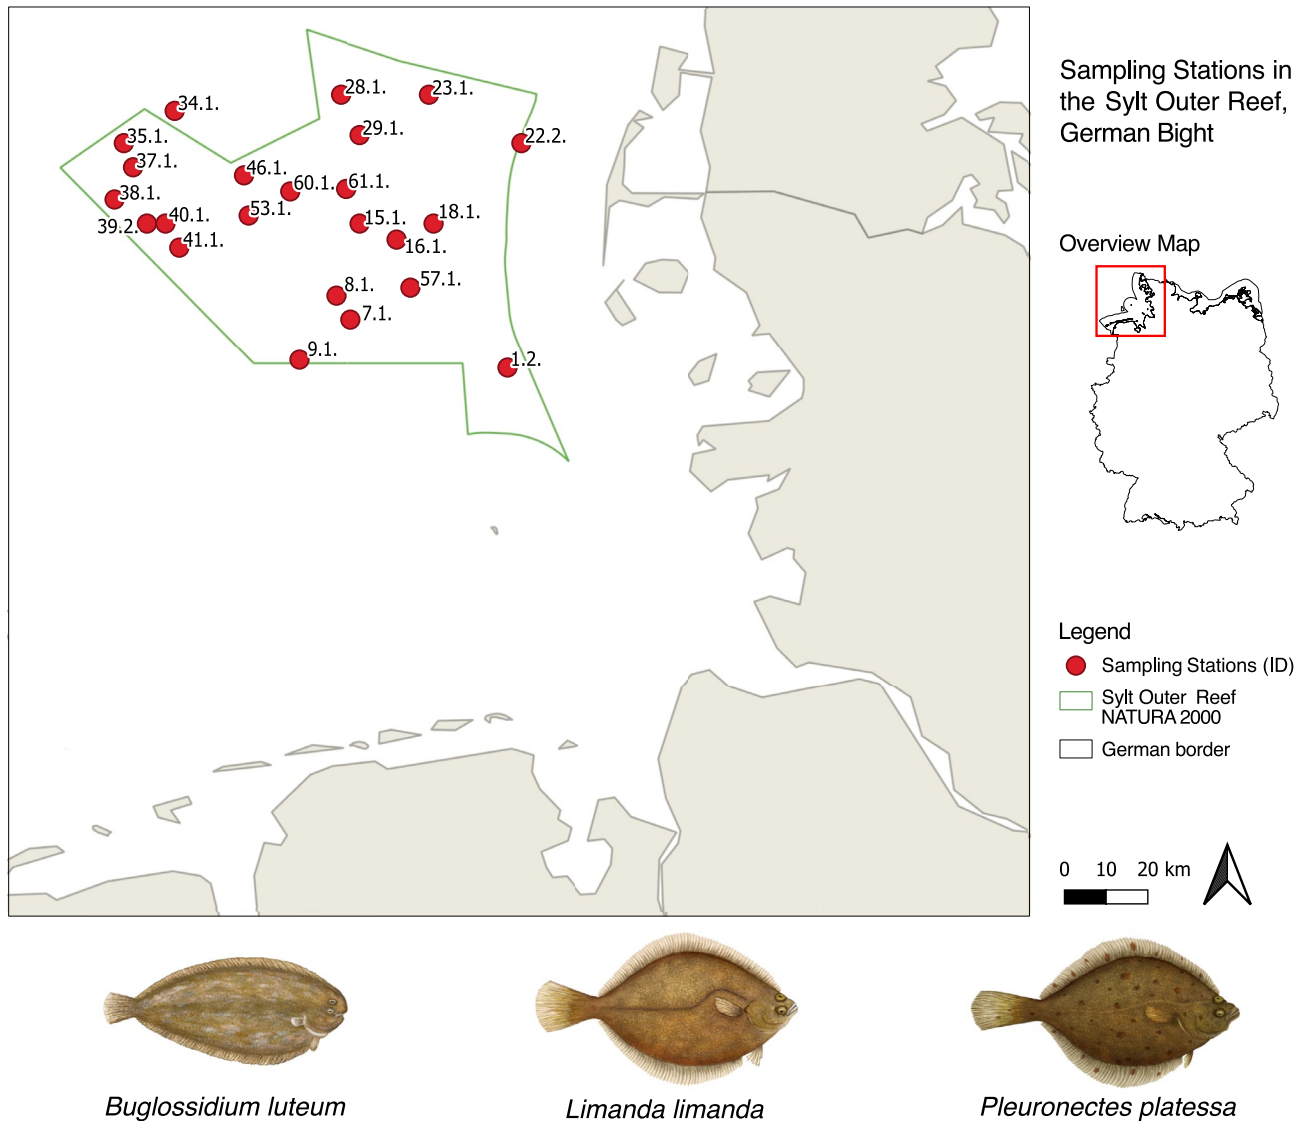 Sampling Stations in
the Sylt Outer Reef,
German Bight
34.1.
28.1.
23.1.
35.1.
29.1.
22.2.
37.1.
46.1.
60.1.
61.1.
38.1.
53.1.
39.2.
40.1.
15.1.
18.1.
41.1.
16.1.
8.1.
57.1.
7.1.
9.1.
1.2.
Overview Map
Legend
Sampling Stations (ID)
Sylt Outer Reef
NATURA 2000
German border
0 10 20 km
Buglossidium luteum
Limanda limanda
Pleuronectes platessa